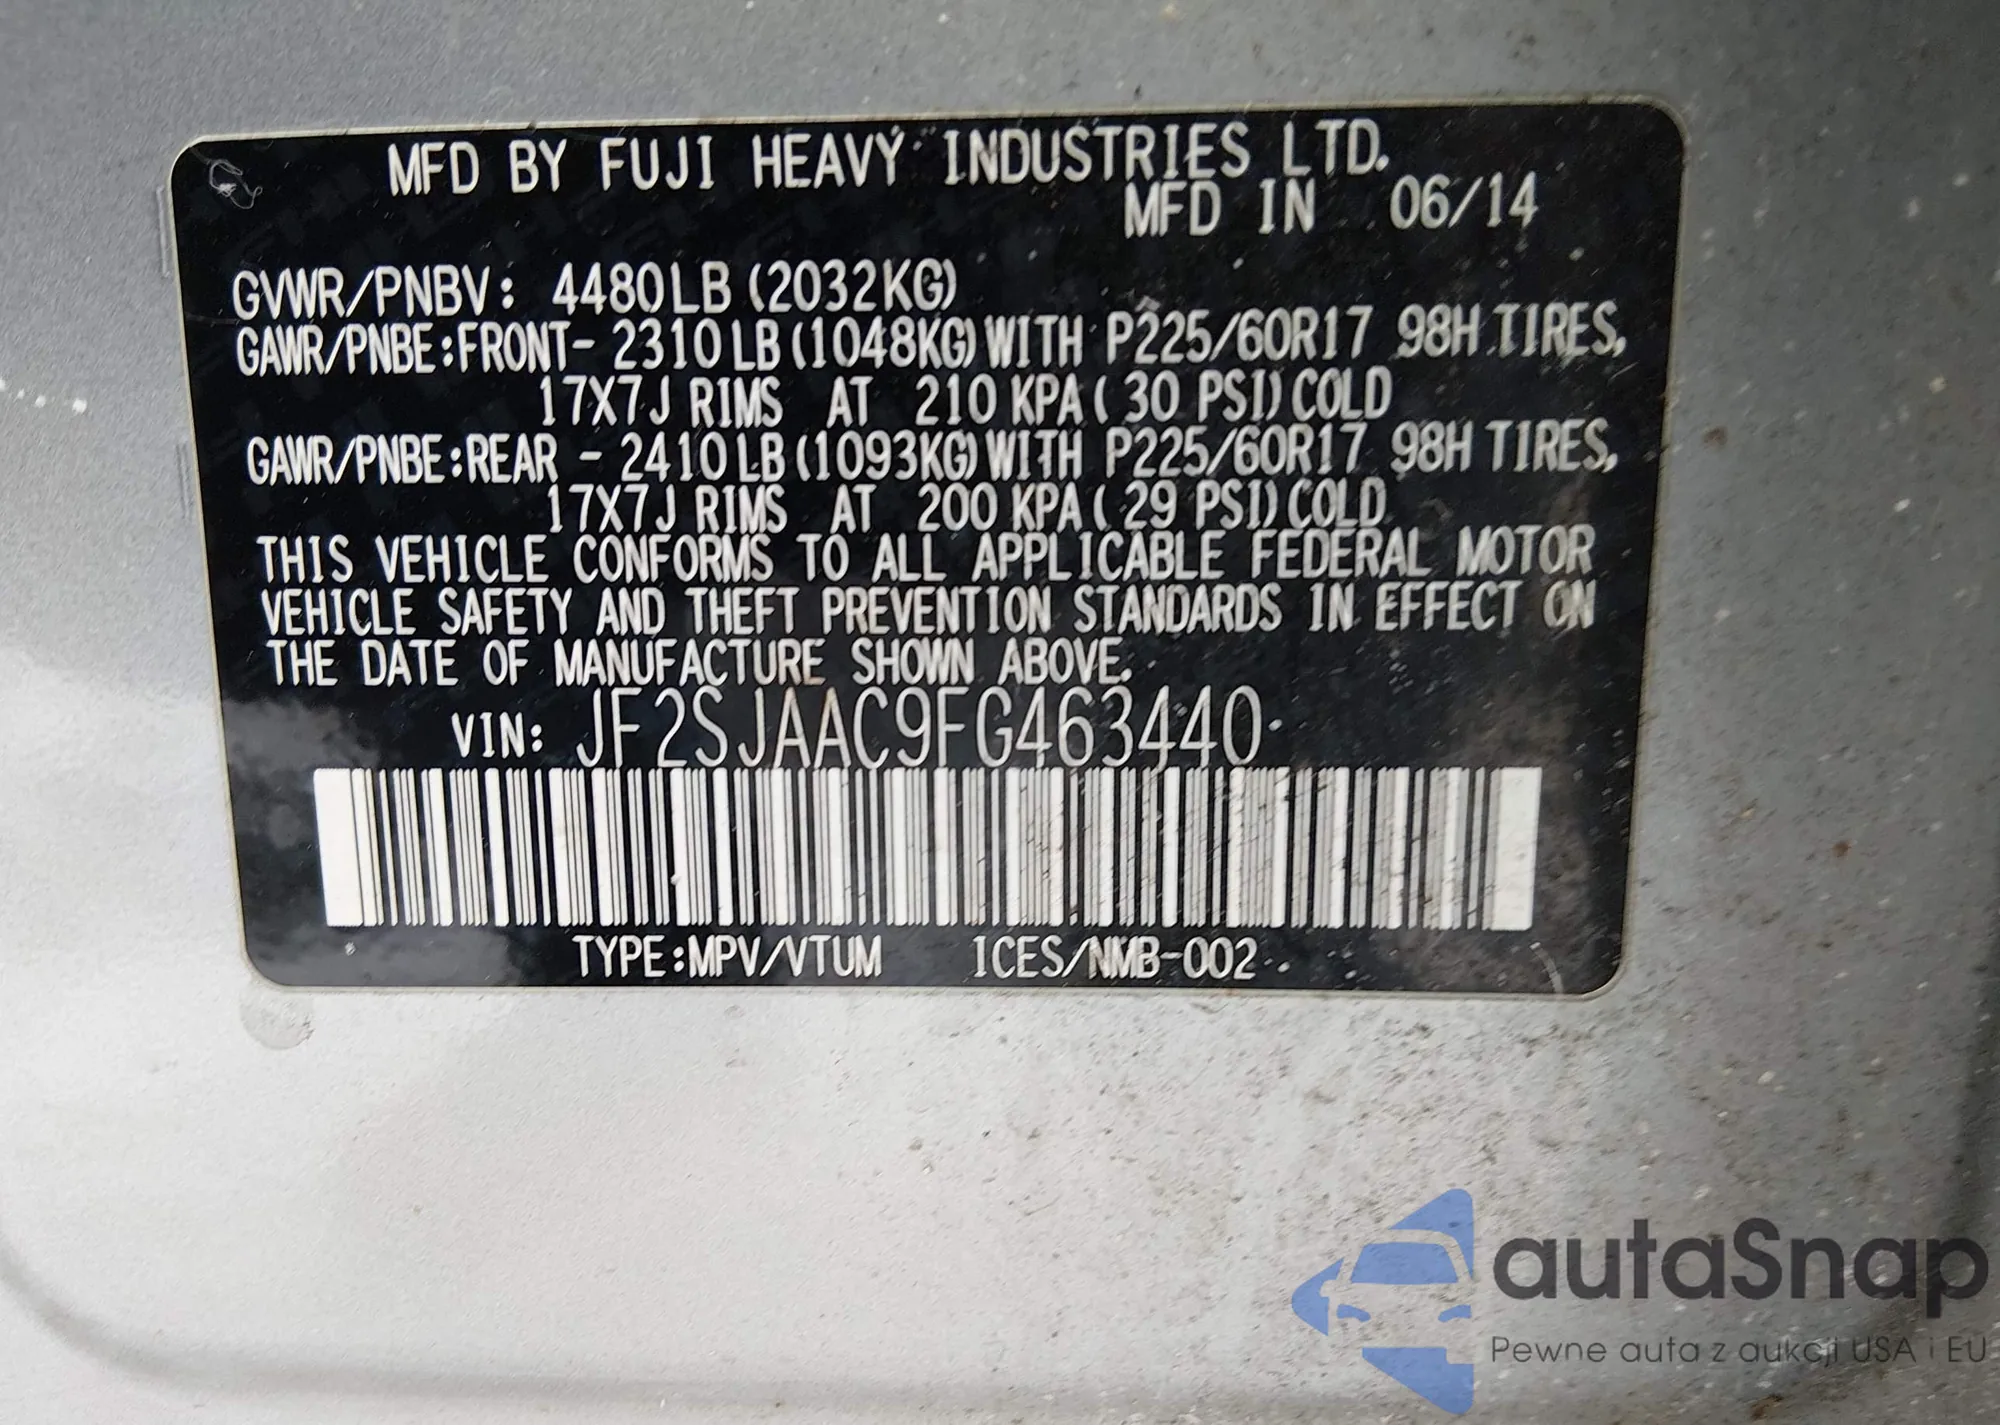 MFD BY FUJI HEAVY INDUSTRIES LTD.
MFD IN 06/14
GVWR/PNBV: 4480LB (2032KG)
GAWR/PNBE:FRONT- 2310LB (1048KG) WITH P225/60R17 98H TIRES,
17X7J RIMS AT 210 KPA ( 30 PSI) COLD
GAWR/PNBE:REAR - 2410LB (1093KG) WITH P225/60R17 98H TIRES,
17X7J RIMS AT 200 KPA ( 29 PSI) COLD
THIS VEHICLE CONFORMS TO ALL APPLICABLE FEDERAL MOTOR
VEHICLE SAFETY AND THEFT PREVENTION STANDARDS IN EFFECT ON
THE DATE OF MANUFACTURE SHOWN ABOVE.
VIN: JF2SJAAC9FG463440
TYPE:MPV/VTUM ICES/NMB-002
autaSnap
Pewne auta z aukcji USA i EU